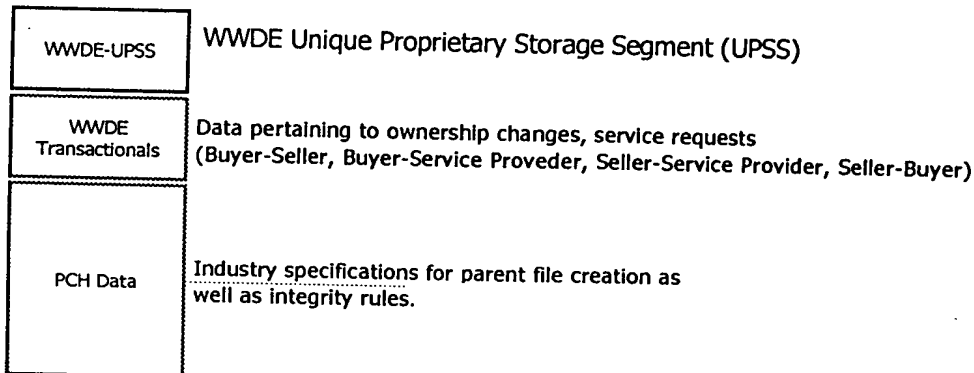 WWDE-UPSS
WWDE Unique Proprietary Storage Segment (UPSS)
WWDE
Transactionals
Data pertaining to ownership changes, service requests
(Buyer-Seller, Buyer-Service Proveder, Seller-Service Provider, Seller-Buyer)
PCH Data
Industry specifications for parent file creation as
well as integrity rules.